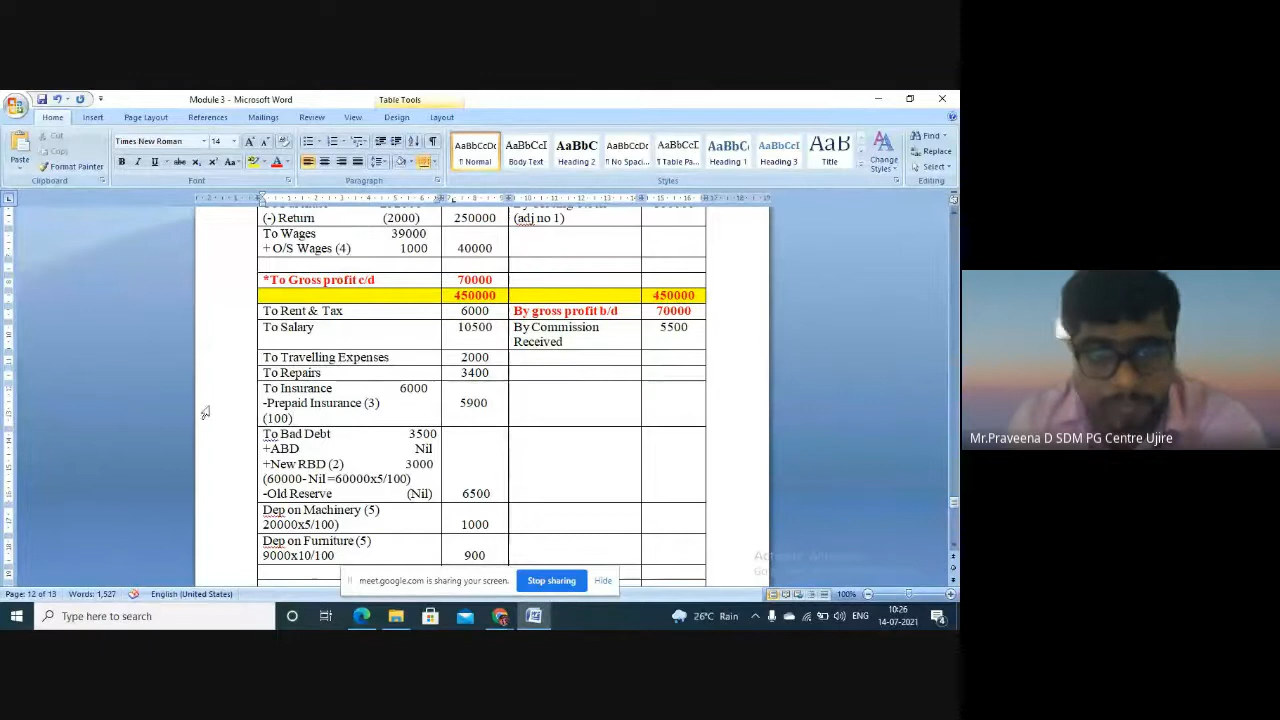 Module 3 - Microsoft Word
Table Tools
Home Insert Page Layout References Mailings Review View Design Layout
Paste
Cut
Copy
Format Painter
Clipboard
Times New Roman 14
Font
Paragraph
AaBbCcDc AaBbCcI AaBbC AaBbCcDc AaBbCcDc AaBbCcI AaBbCcI AaB
¶ Normal Body Text Heading 2 ¶ No Spaci... ¶ Table Pa... Heading 1 Heading 3 Title
Change Styles
Styles
Find
Replace
Select
Editing
(-) Return (2000) 250000 (adj no 1)
To Wages 39000
+ O/S Wages (4) 1000 40000
*To Gross profit c/d 70000
450000 450000
To Rent & Tax 6000 By gross profit b/d 70000
To Salary 10500 By Commission 5500
Received
To Travelling Expenses 2000
To Repairs 3400
To Insurance 6000
-Prepaid Insurance (3) 5900
(100)
To Bad Debt 3500
+ABD Nil
+New RBD (2) 3000
(60000- Nil =60000x5/100)
-Old Reserve (Nil) 6500
Dep on Machinery (5)
20000x5/100) 1000
Dep on Furniture (5)
9000x10/100 900
meet.google.com is sharing your screen. Stop sharing Hide
Page: 12 of 13 Words: 1,527 English (United States) 100%
Type here to search
26°C Rain
ENG
10:26
14-07-2021
Mr.Praveena D SDM PG Centre Ujire